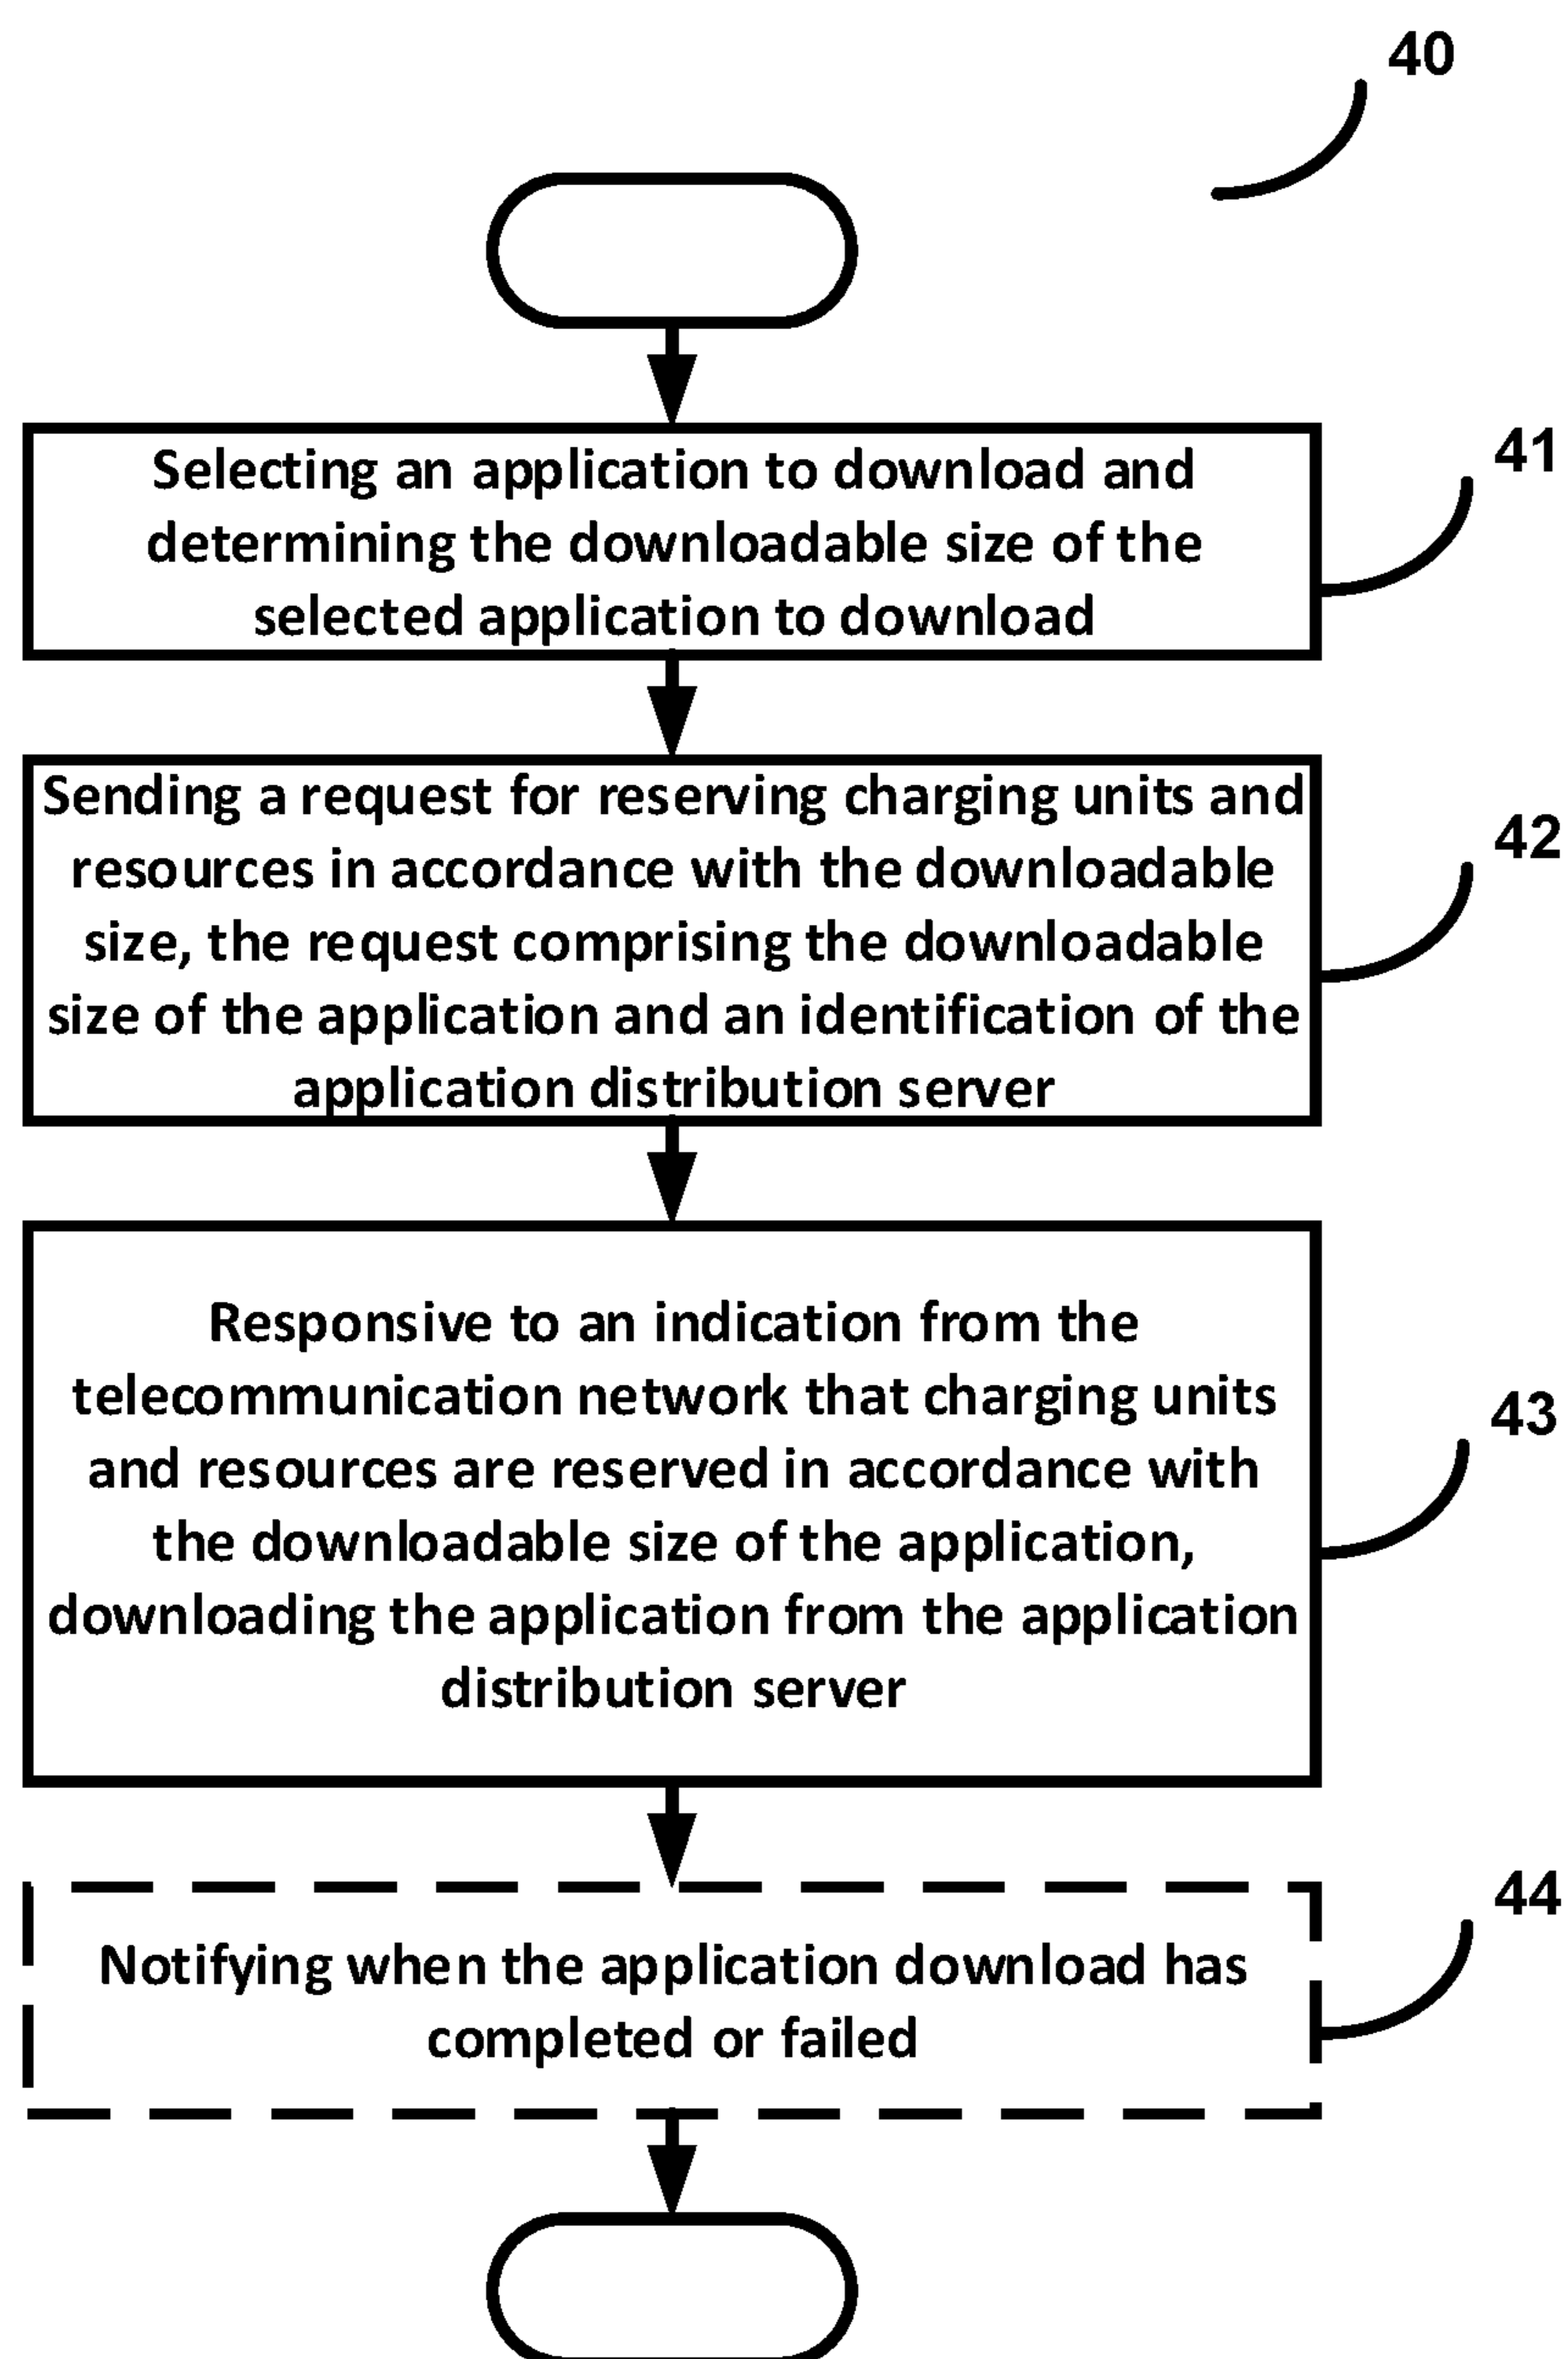 40
Selecting an application to download and
determining the downloadable size of the
selected application to download
41
Sending a request for reserving charging units and
resources in accordance with the downloadable
size, the request comprising the downloadable
size of the application and an identification of the
application distribution server
42
Responsive to an indication from the
telecommunication network that charging units
and resources are reserved in accordance with
the downloadable size of the application,
downloading the application from the application
distribution server
43
Notifying when the application download has
completed or failed
44